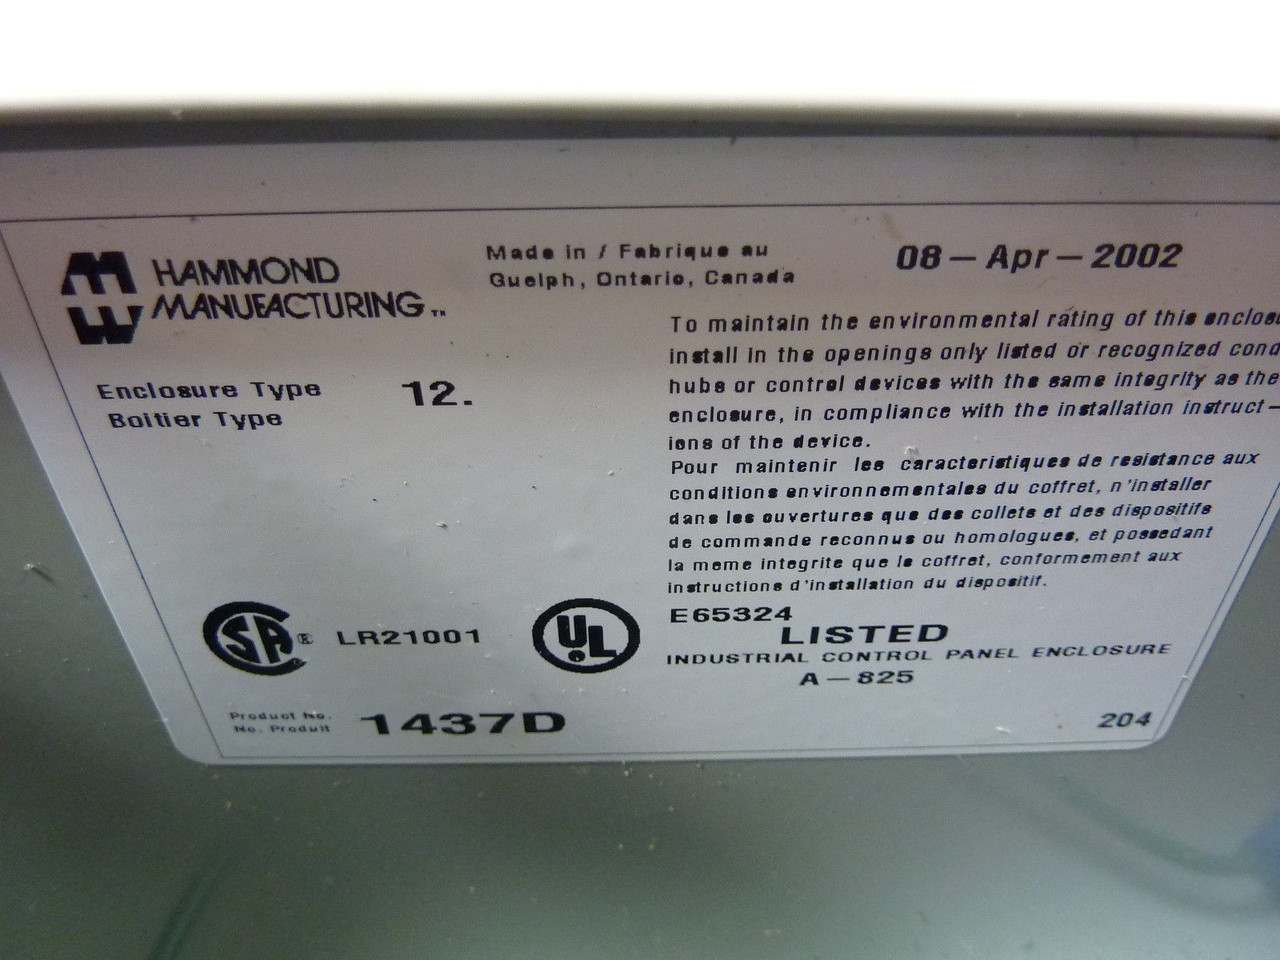 HAMMOND
MANUFACTURING™
Made in / Fabrique au
Guelph, Ontario, Canada
08-Apr-2002
Enclosure Type 12.
Boitier Type
To maintain the environmental rating of this
install in the openings only listed or recognized
hubs or control devices with the same integrity as the
enclosure, in compliance with the installation instruct-
ions of the device.
Pour maintenir les caracteristiques de resistance aux
conditions environnementales du coffret, n'installer
dans les ouvertures que des collets et des dispositifs
de commande reconnus ou homologues, et possedant
la meme integrite que le coffret, conformement aux
instructions d'installation du dispositif.
SA® LR21001
UL
E65324
LISTED
INDUSTRIAL CONTROL PANEL ENCLOSURE
A-825
Product No.
No. Produit
1437D
204